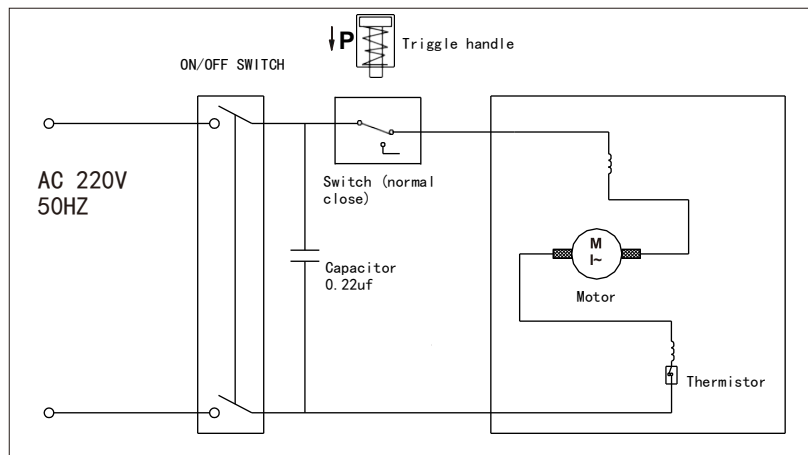 P
Triggle handle
ON/OFF SWITCH
AC 220V
50HZ
Switch (normal
close)
Capacitor
0.22uf
M
I~
Motor
Thermistor